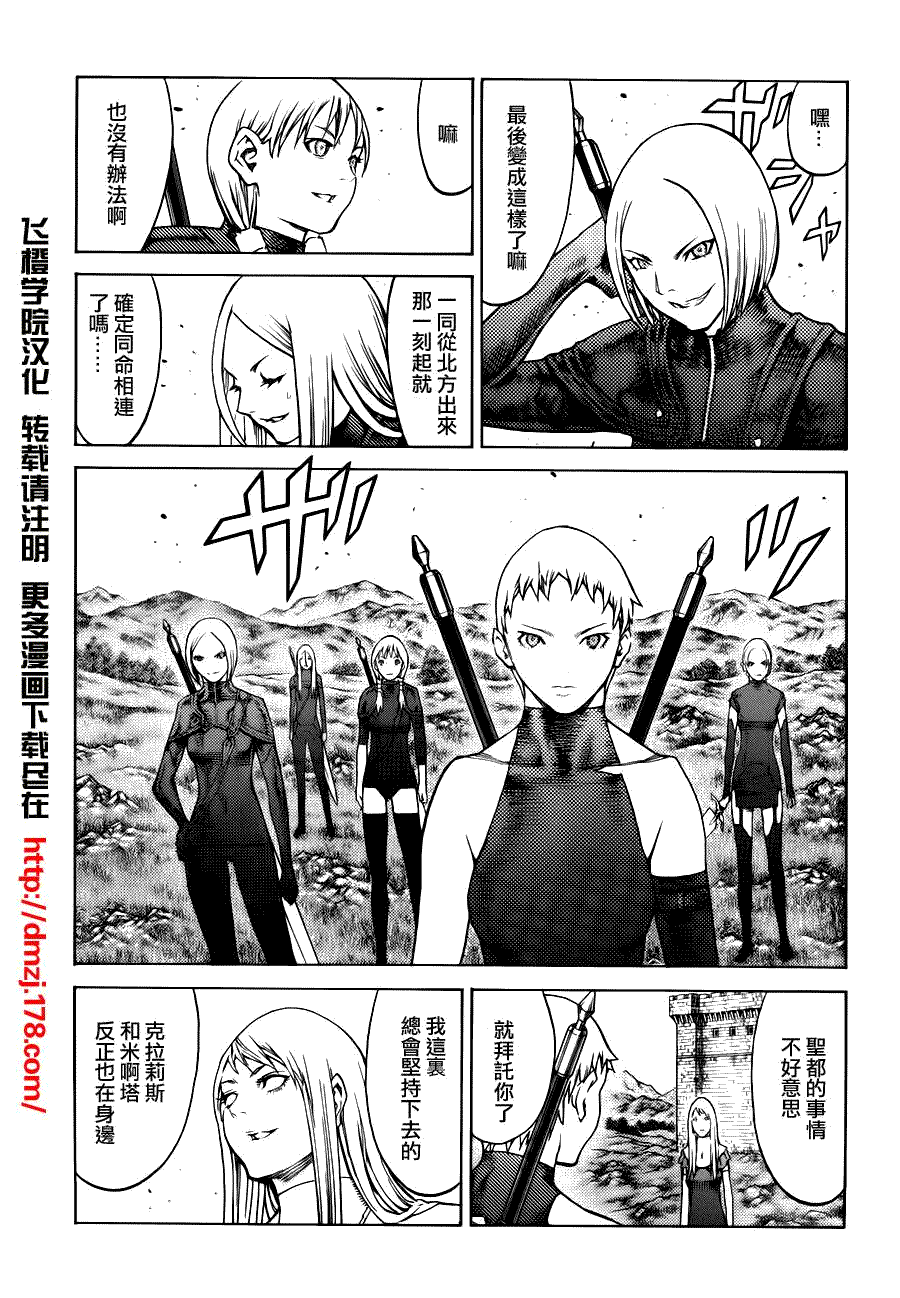 嘿…
最後變成這樣了嘛
嘛
也沒有辦法啊
一同從北方出來
那一刻起就
確定同命相連
了嗎……
聖都的事情
不好意思
就拜託你了
我這裏
總會堅持下去的
克拉莉斯
和米啊塔
反正也在身邊
飞橙学院汉化 转载请注明 更多漫画下载尽在 http://dmzj.178.com/